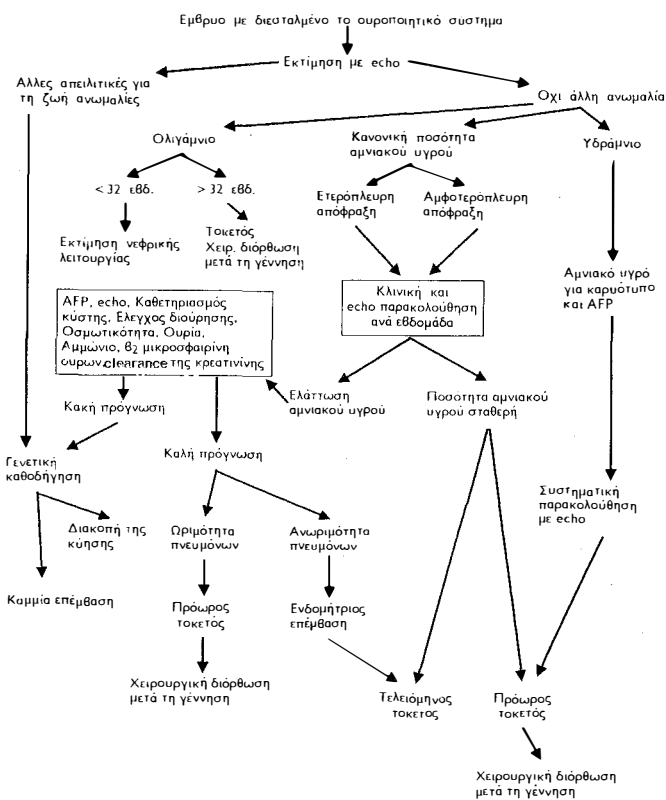 Εμβρυο με διεσταλμένο το ουροποιητικό σύστημα
Εκτίμηση με echo
Αλλες απειλιτικές για
τη ζωή ανωμαλίες
Οχι άλλη ανωμαλία
Ολιγάμνιο
Κανονική ποσότητα
αμνιακού υγρού
Υδράμνιο
< 32 εβδ.
> 32 εβδ.
Ετερόπλευρη
απόφραξη
Αμφοτερόπλευρη
απόφραξη
Εκτίμηση νεφρικής
λειτουργίας
Τοκετός
Χειρ. διόρθωση
μετά τη γέννηση
Αμνιακό υγρό
για καρυότυπο
και AFP
Κλινική και
echo παρακολούθηση
ανά εβδομάδα
AFP, echo, Καθετηριασμός
κύστης, Ελεγχος διούρησης,
Οσμωτικότητα, Ουρία,
Αμμώνιο, β2 μικροσφαιρίνη
ουρων, clearance της κρεατινίνης
Ελάττωση
αμνιακού υγρού
Ποσότητα αμνιακού
υγρού σταθερή
Κακή πρόγνωση
Καλή πρόγνωση
Γενετική
καθοδήγηση
Συστηματική
παρακολούθηση
με echo
Διακοπή της
κύησης
Ωριμότητα
πνευμόνων
Ανωριμότητα
πνευμόνων
Καμμία επέμβαση
Πρόωρος
τοκετός
Ενδομήτριος
επέμβαση
Χειρουργική διόρθωση
μετά τη γέννηση
Τελειόμηνος
τοκετος
Πρόωρος
τοκετός
Χειρουργική διόρθωση
μετά τη γέννηση